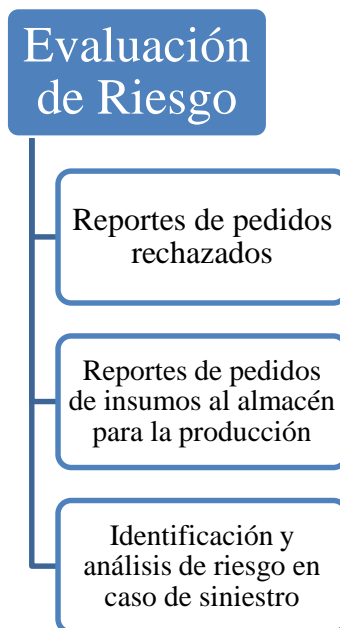 Evaluación
de Riesgo
Reportes de pedidos
rechazados
Reportes de pedidos
de insumos al almacén
para la producción
Identificación y
análisis de riesgo en
caso de siniestro